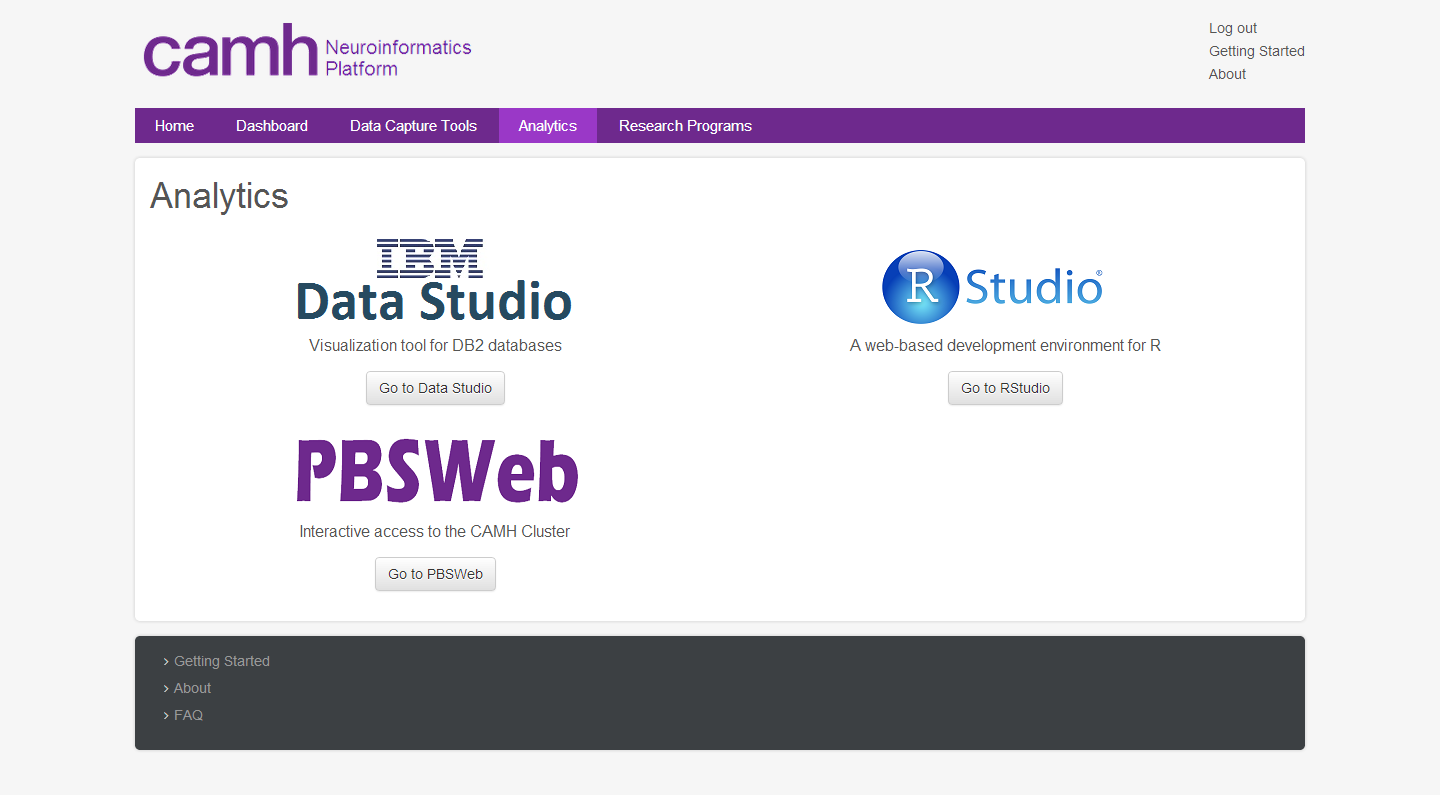 camh Neuroinformatics
Platform
Log out
Getting Started
About
Home Dashboard Data Capture Tools Analytics Research Programs
Analytics
IBM
Data Studio
Visualization tool for DB2 databases
Go to Data Studio
R Studio®
A web-based development environment for R
Go to RStudio
PBSWeb
Interactive access to the CAMH Cluster
Go to PBSWeb
› Getting Started
› About
› FAQ